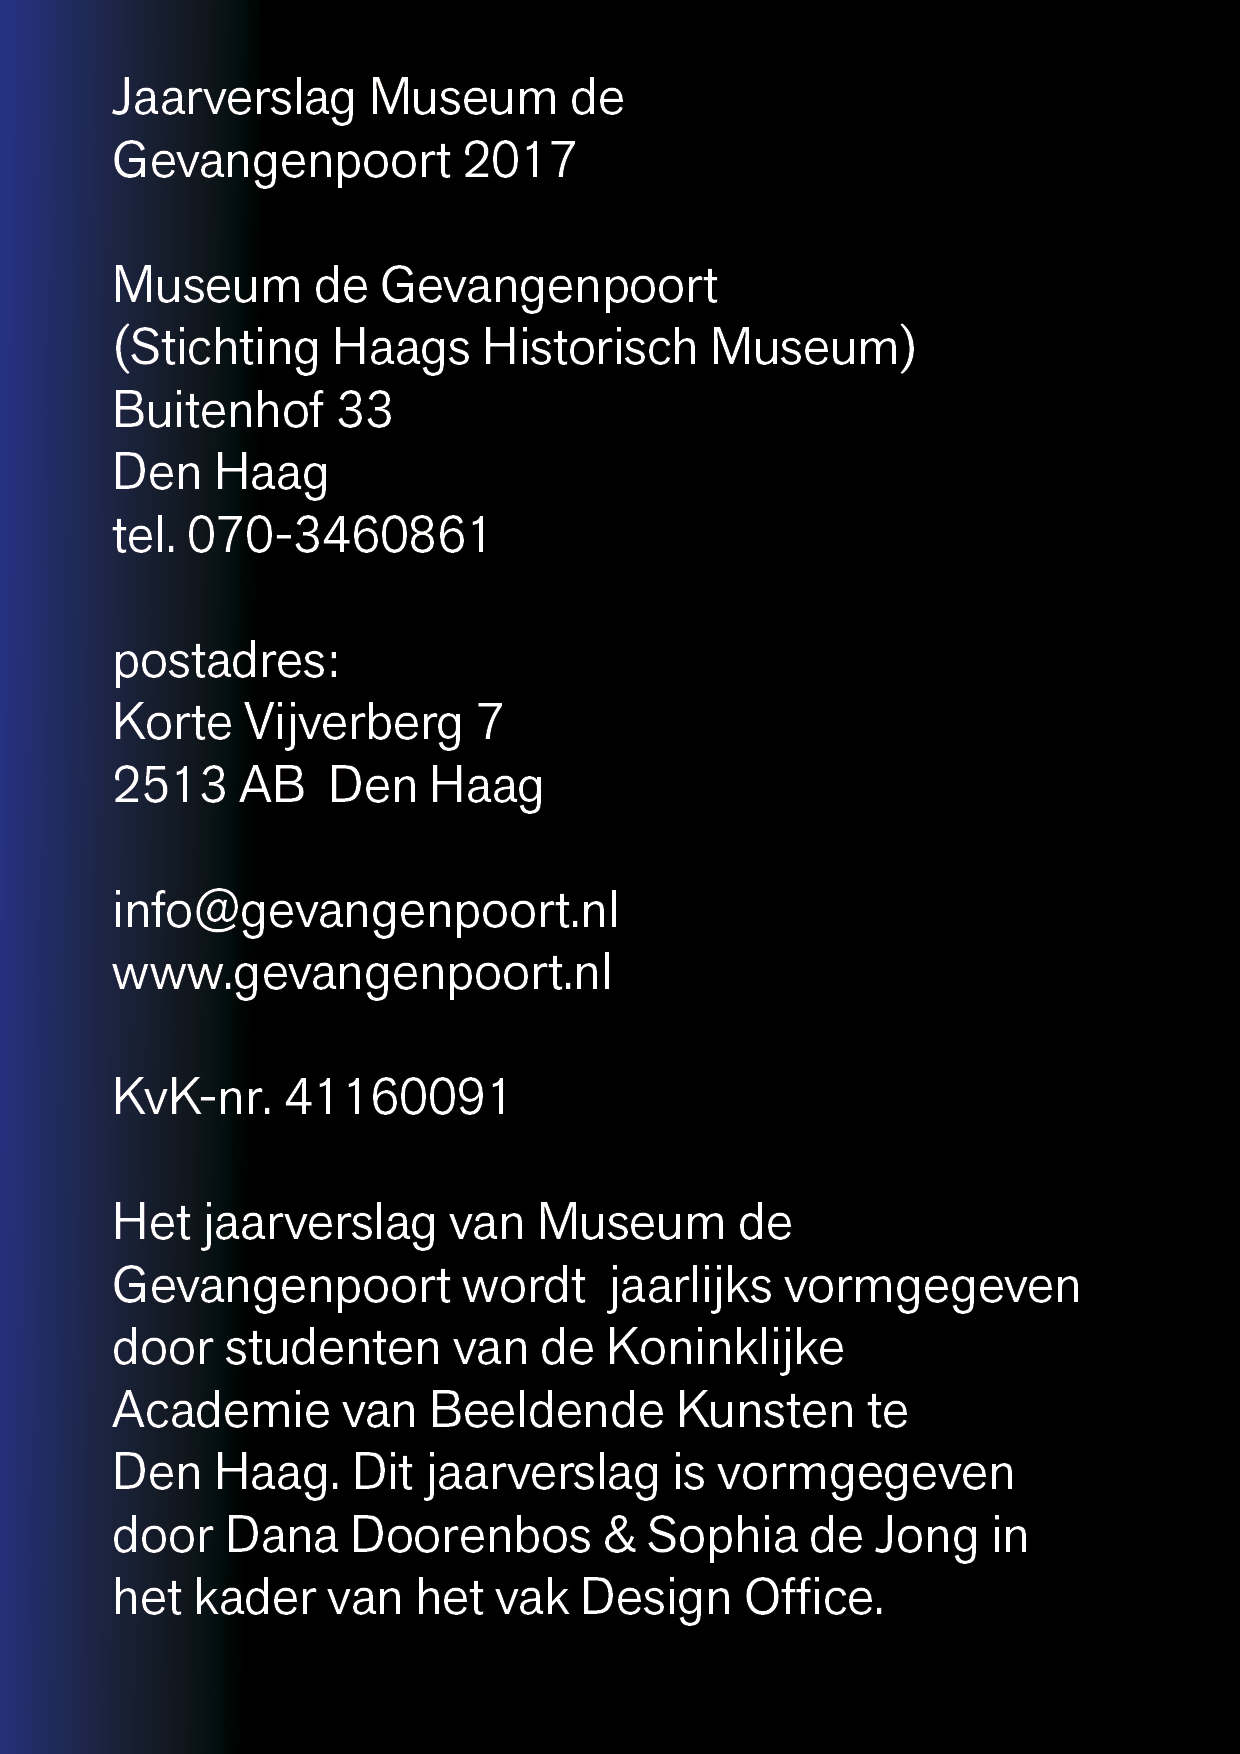 Jaarverslag Museum de
Gevangenpoort 2017
Museum de Gevangenpoort
(Stichting Haags Historisch Museum)
Buitenhof 33
Den Haag
tel. 070-3460861
postadres:
Korte Vijverberg 7
2513 AB  Den Haag
info@gevangenpoort.nl
www.gevangenpoort.nl
KvK-nr. 41160091
Het jaarverslag van Museum de
Gevangenpoort wordt  jaarlijks vormgegeven
door studenten van de Koninklijke
Academie van Beeldende Kunsten te
Den Haag. Dit jaarverslag is vormgegeven
door Dana Doorenbos & Sophia de Jong in
het kader van het vak Design Office.